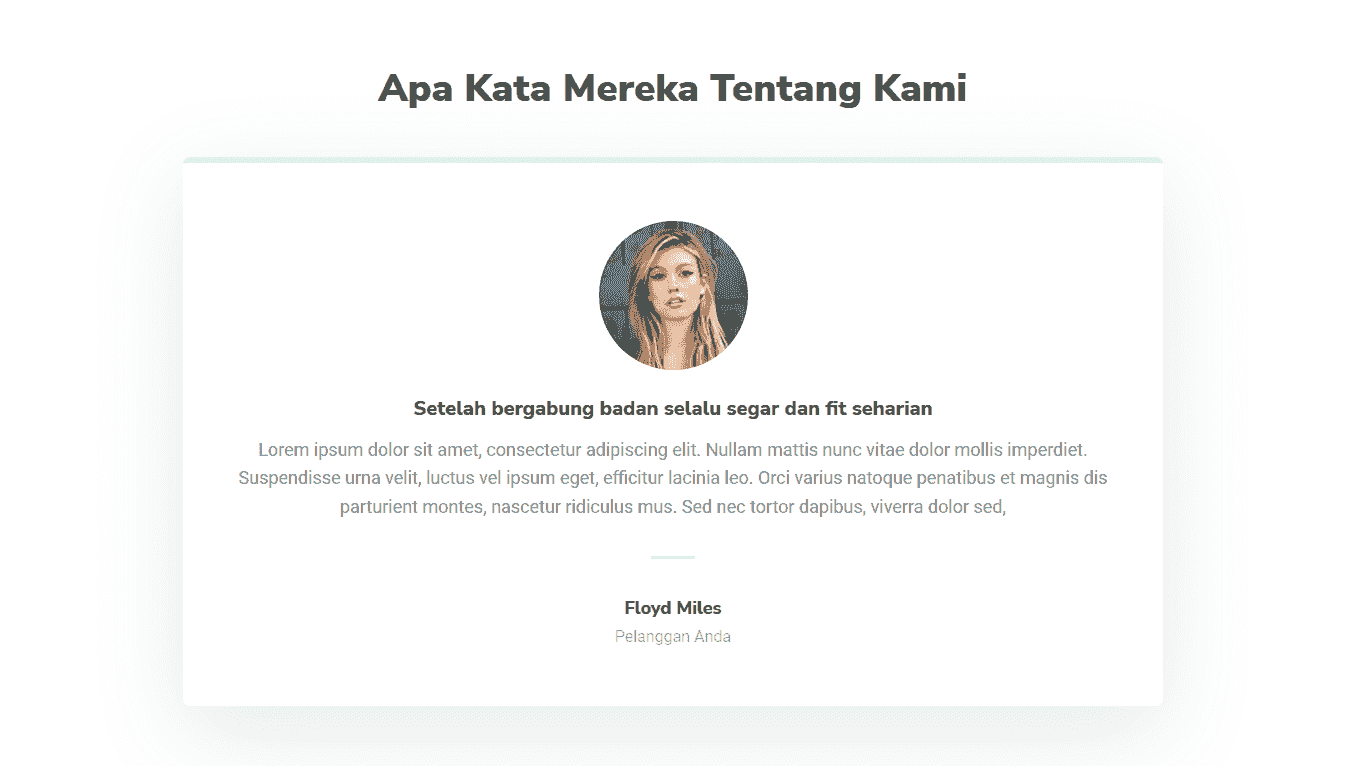 Apa Kata Mereka Tentang Kami
Setelah bergabung badan selalu segar dan fit seharian
Lorem ipsum dolor sit amet, consectetur adipiscing elit. Nullam mattis nunc vitae dolor mollis imperdiet.
Suspendisse urna velit, luctus vel ipsum eget, efficitur lacinia leo. Orci varius natoque penatibus et magnis dis
parturient montes, nascetur ridiculus mus. Sed nec tortor dapibus, viverra dolor sed,
Floyd Miles
Pelanggan Anda